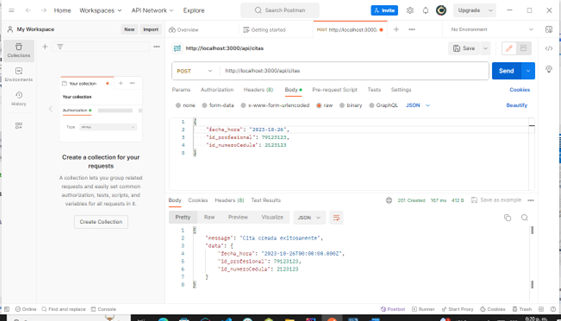 Home Workspaces API Network Explore
Search Postman
Invite
Upgrade
My Workspace
New Import
Overview
Getting started
POST http://localhost:3000
No Environment
Collections
Environments
History
http://localhost:3000/api/citas
Save
POST
http://localhost:3000/api/citas
Send
Params Authorization Headers (8) Body Pre-request Script Tests Settings
Cookies
none form-data x-www-form-urlencoded raw binary GraphQL JSON
Beautify
1 {
2 "fecha_hora": "2023-10-26",
3 "id_profesional": 79123123,
4 "id_numeroCedula": 2123123
5 }
Your collection
Your collection
Authorization
Type
Create a collection for your
requests
A collection lets you group related
requests and easily set common
authorization, tests, scripts, and
variables for all requests in it.
Create Collection
Body Cookies Headers (8) Test Results
201 Created 107 ms 412 B Save as example
Pretty Raw Preview Visualize JSON
1 {
2 "message": "Cita creada exitosamente",
3 "data": {
4 "fecha_hora": "2023-10-26T00:00:00.000Z",
5 "id_profesional": 79123123,
6 "id_numeroCedula": 2123123
7 }
8 }
Online Find and replace Console
Postbot Runner Start Proxy Cookies Trash